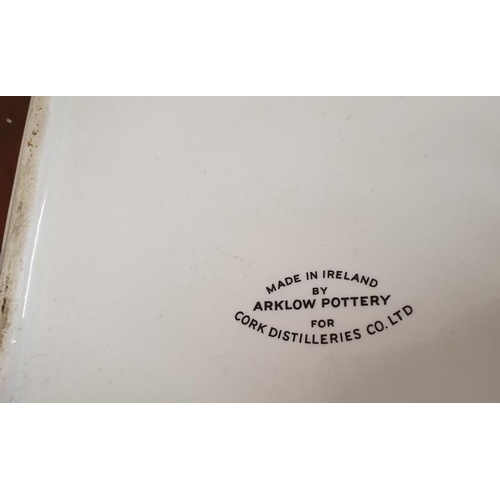 MADE IN IRELAND
BY
ARKLOW POTTERY
FOR
CORK DISTILLERIES CO. LTD